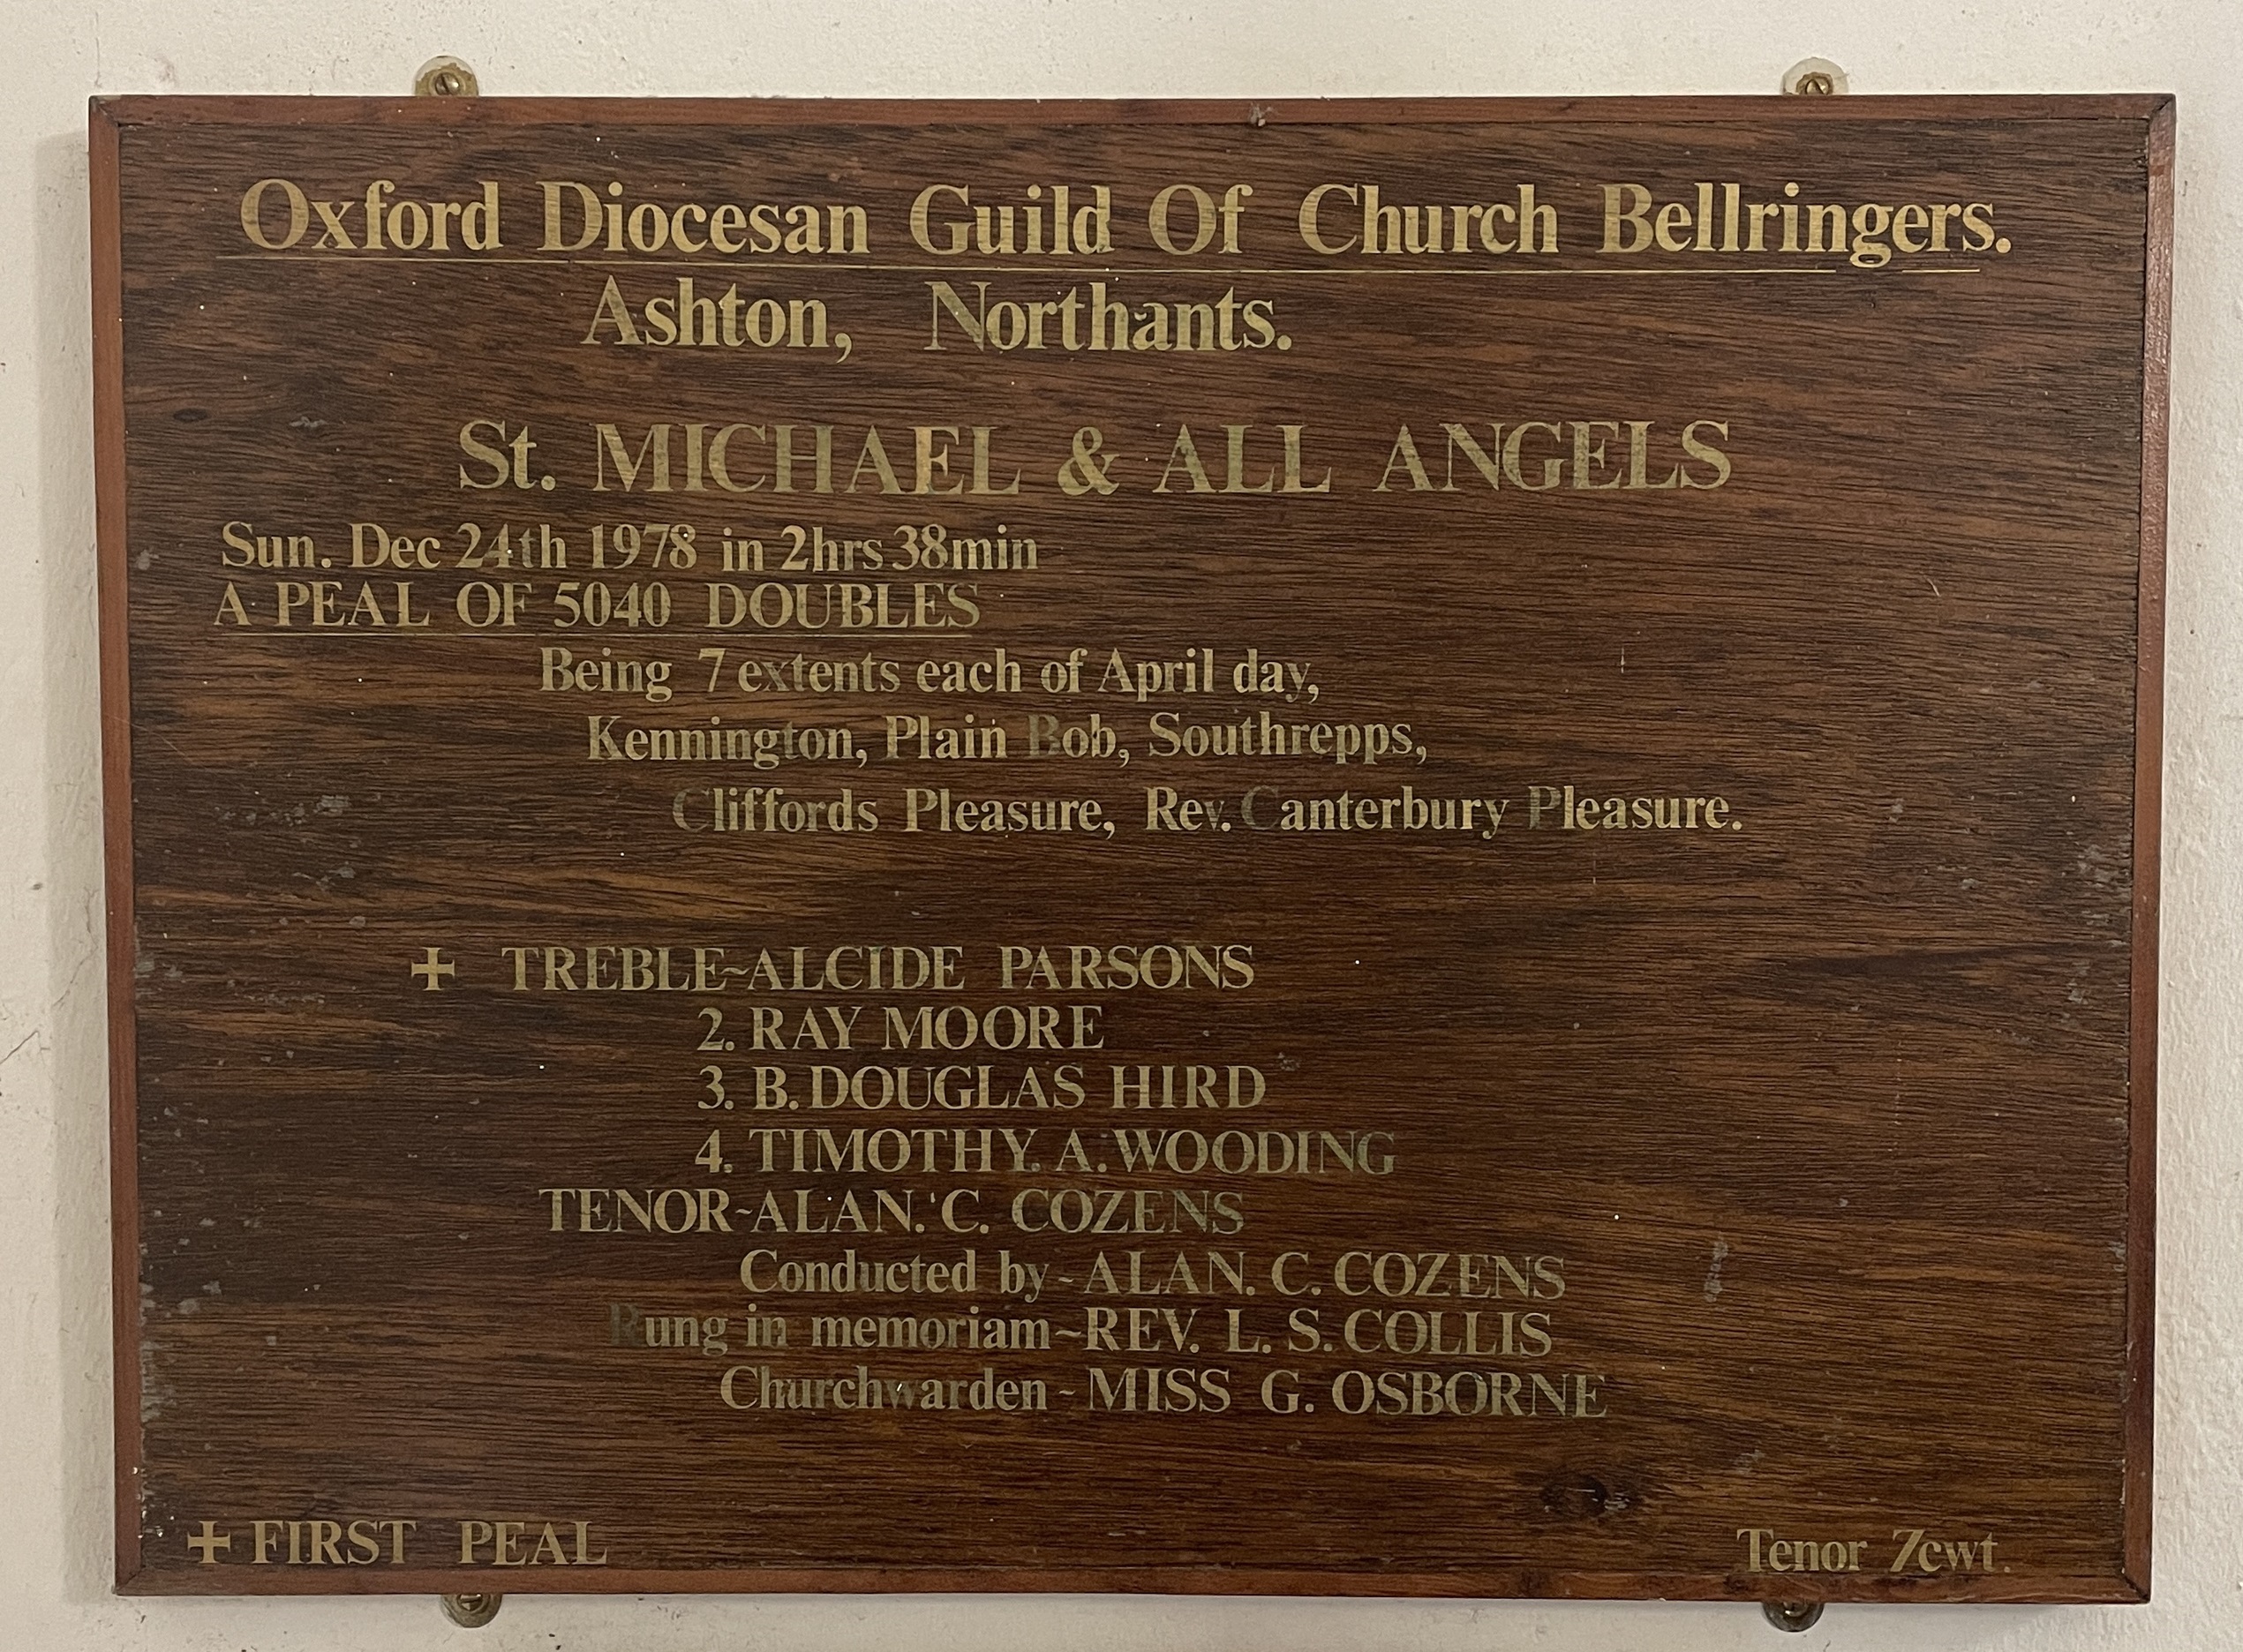 Oxford Diocesan Guild Of Church Bellringers.
Ashton, Northants.
St. MICHAEL & ALL ANGELS
Sun. Dec 24th 1978 in 2hrs 38min
A PEAL OF 5040 DOUBLES
Being 7 extents each of April day,
Kennington, Plain Bob, Southrepps,
Cliffords Pleasure, Rev. Canterbury Pleasure.
+ TREBLE~ALCIDE PARSONS
2. RAY MOORE
3. B. DOUGLAS HIRD
4. TIMOTHY. A. WOODING
TENOR~ALAN. C. COZENS
Conducted by ~ ALAN. C. COZENS
Rung in memoriam~REV. L. S. COLLIS
Churchwarden ~ MISS G. OSBORNE
+ FIRST PEAL
Tenor 7cwt.